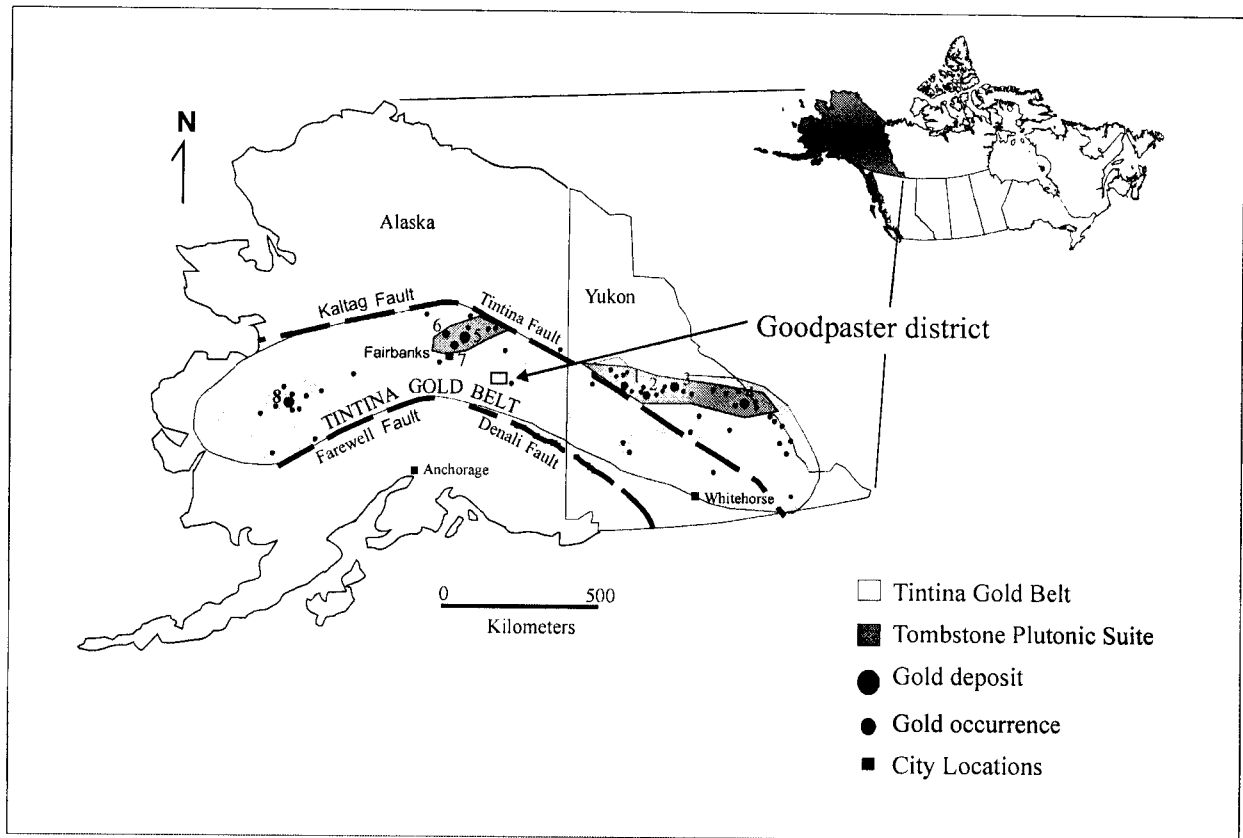 N
Alaska
Yukon
Kaltag Fault
Tintina Fault
Goodpaster district
6
5
7
Fairbanks
1
2
3
4
8
TINTINA GOLD BELT
Farewell Fault
Denali Fault
Anchorage
Whitehorse
0 500
Kilometers
Tintina Gold Belt
Tombstone Plutonic Suite
Gold deposit
Gold occurrence
City Locations